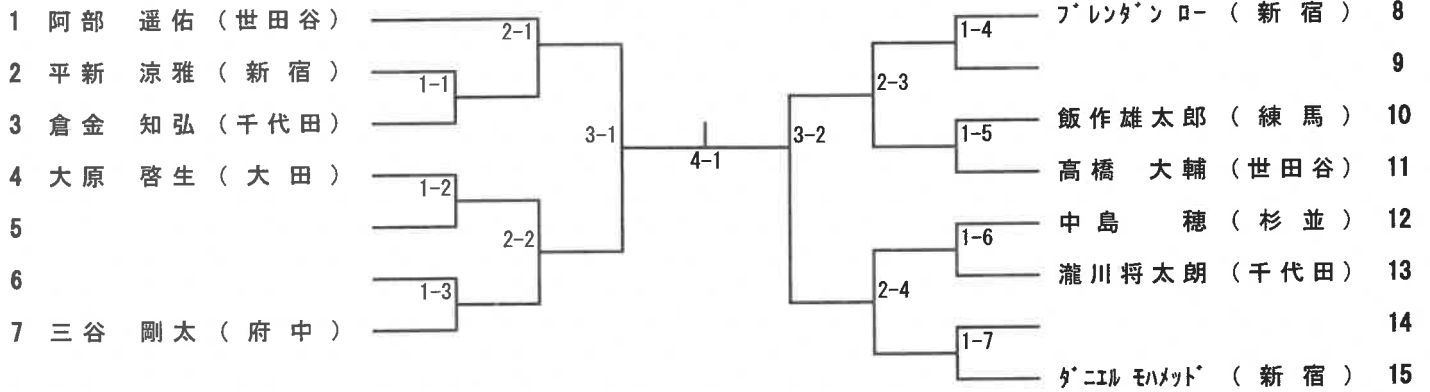 1 阿部 遥佑 (世田谷)
2 平新 涼雅 (新宿)
3 倉金 知弘 (千代田)
4 大原 啓生 (大田)
5
6
7 三谷 剛太 (府中)
2-1
1-1
3-1
1-2
2-2
1-3
4-1
3-2
1-4
2-3
1-5
1-6
2-4
1-7
ブレンダン ロー (新宿) 8
9
飯作雄太郎 (練馬) 10
高橋 大輔 (世田谷) 11
中島 穂 (杉並) 12
瀧川将太朗 (千代田) 13
14
ダニエル モハメッド (新宿) 15